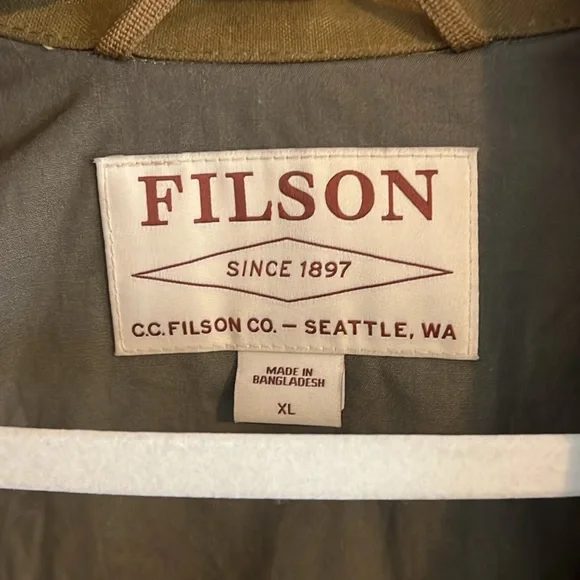 FILSON
SINCE 1897
C.C. FILSON CO. — SEATTLE, WA
MADE IN
BANGLADESH
XL